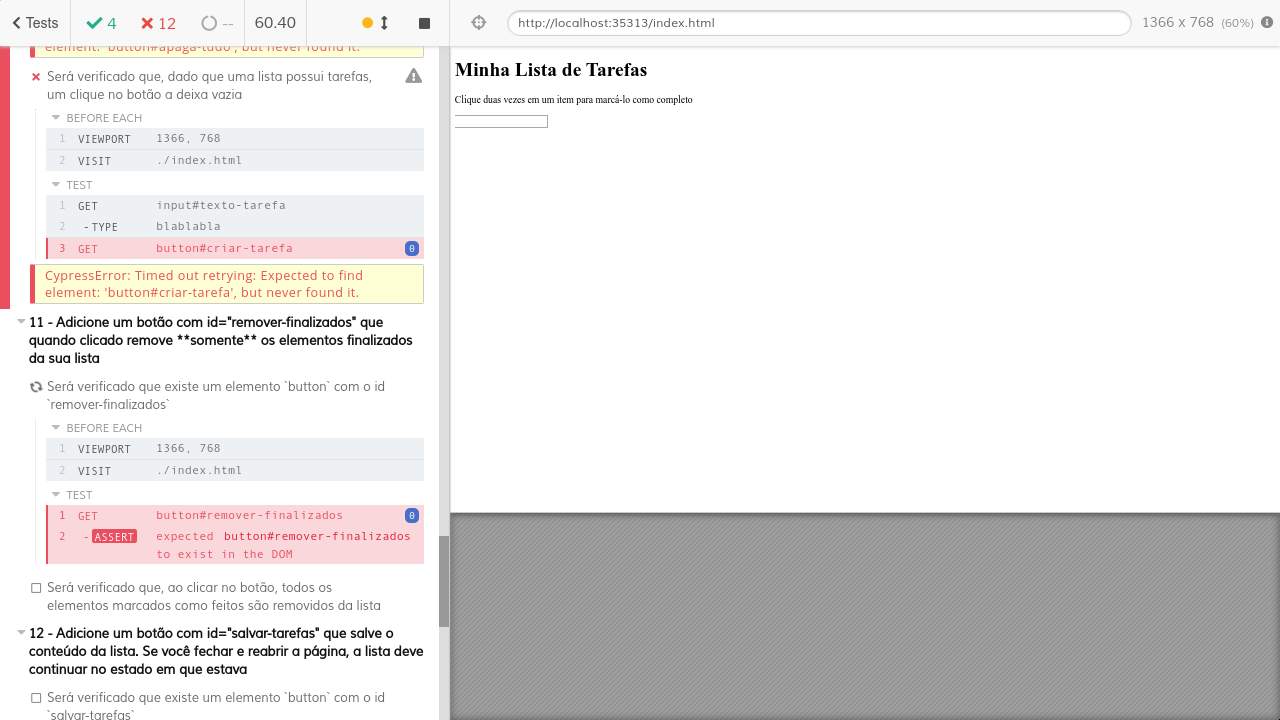 Tests 4 12 -- 60.40 http://localhost:35313/index.html 1366 x 768 (60%)
element: 'button#apaga-tudo', but never found it.
Será verificado que, dado que uma lista possui tarefas,
um clique no botão a deixa vazia
BEFORE EACH
1 VIEWPORT 1366, 768
2 VISIT ./index.html
TEST
1 GET input#texto-tarefa
2 -TYPE blablabla
3 GET button#criar-tarefa 0
CypressError: Timed out retrying: Expected to find
element: 'button#criar-tarefa', but never found it.
11 - Adicione um botão com id="remover-finalizados" que
quando clicado remove **somente** os elementos finalizados
da sua lista
Será verificado que existe um elemento `button` com o id
`remover-finalizados`
BEFORE EACH
1 VIEWPORT 1366, 768
2 VISIT ./index.html
TEST
1 GET button#remover-finalizados 0
2 -ASSERT expected button#remover-finalizados
to exist in the DOM
Será verificado que, ao clicar no botão, todos os
elementos marcados como feitos são removidos da lista
12 - Adicione um botão com id="salvar-tarefas" que salve o
conteúdo da lista. Se você fechar e reabrir a página, a lista deve
continuar no estado em que estava
Será verificado que existe um elemento `button` com o id
`salvar-tarefas`
Minha Lista de Tarefas
Clique duas vezes em um item para marcá-lo como completo